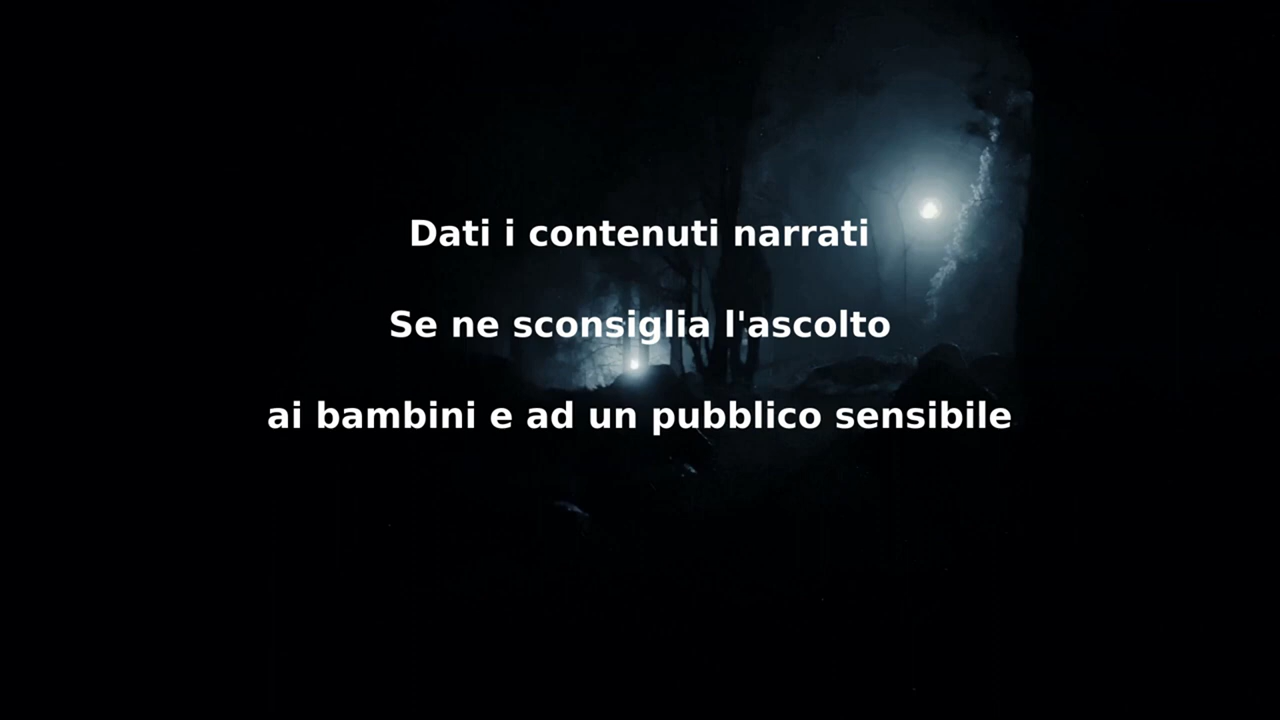 Dati i contenuti narrati
Se ne sconsiglia l'ascolto
ai bambini e ad un pubblico sensibile